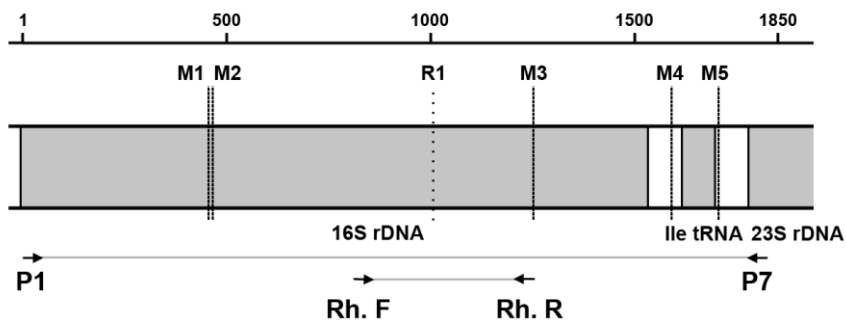 1 500 1000 1500 1850
M1 M2 R1 M3 M4 M5
16S rDNA Ile tRNA 23S rDNA
P1 P7
Rh. F Rh. R